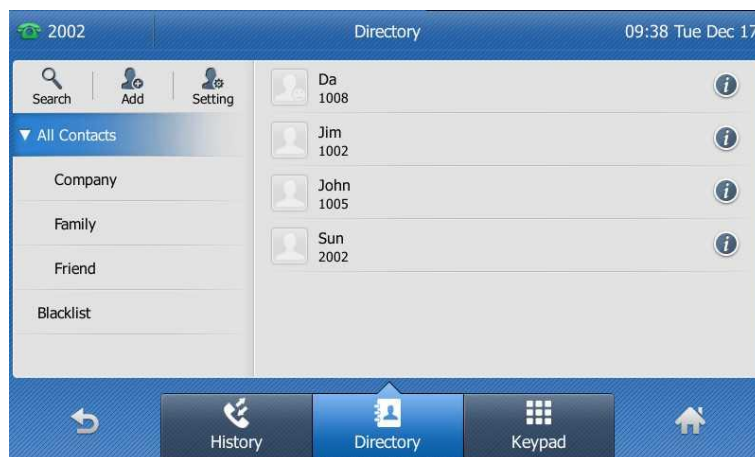 2002
Directory
09:38 Tue Dec 17
Search
Add
Setting
All Contacts
Company
Family
Friend
Blacklist
Da
1008
i
Jim
1002
i
John
1005
i
Sun
2002
i
History
Directory
Keypad